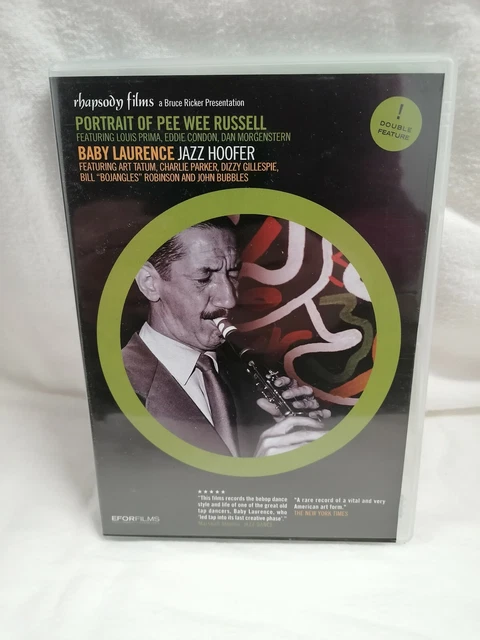 rhapsody films a Bruce Ricker Presentation
PORTRAIT OF PEE WEE RUSSELL
FEATURING LOUIS PRIMA, EDDIE CONDON, DAN MORGENSTERN
BABY LAURENCE JAZZ HOOFER
FEATURING ART TATUM, CHARLIE PARKER, DIZZY GILLESPIE,
BILL "BOJANGLES" ROBINSON AND JOHN BUBBLES
!
DOUBLE
FEATURE
★★★★★
"This films records the bebop dance
style and life of one of the great old
tap dancers. Baby Laurence, who
'led tap into its last creative phase'."
"A rare record of a vital and very
American art form."
THE NEW YORK TIMES
EFORFILMS